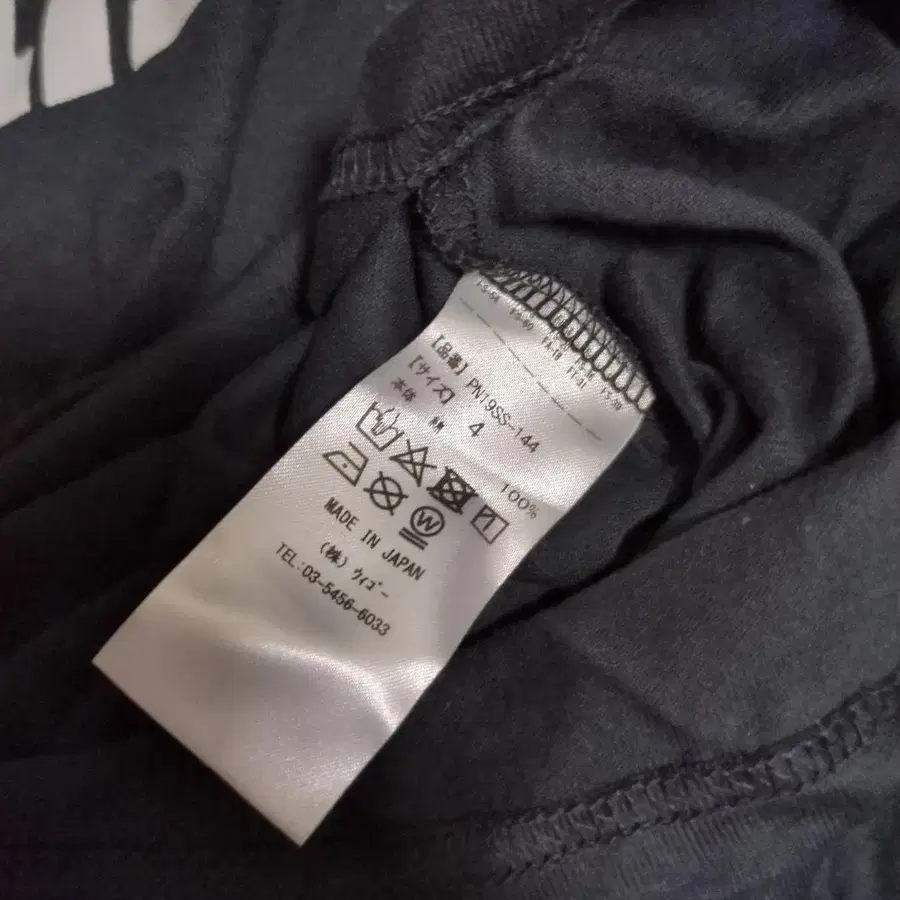 【品番】 PN19SS-144
【サイズ】 4
本体 綿 100%
W
MADE IN JAPAN
(株) ウィゴー
TEL:03-5456-6033